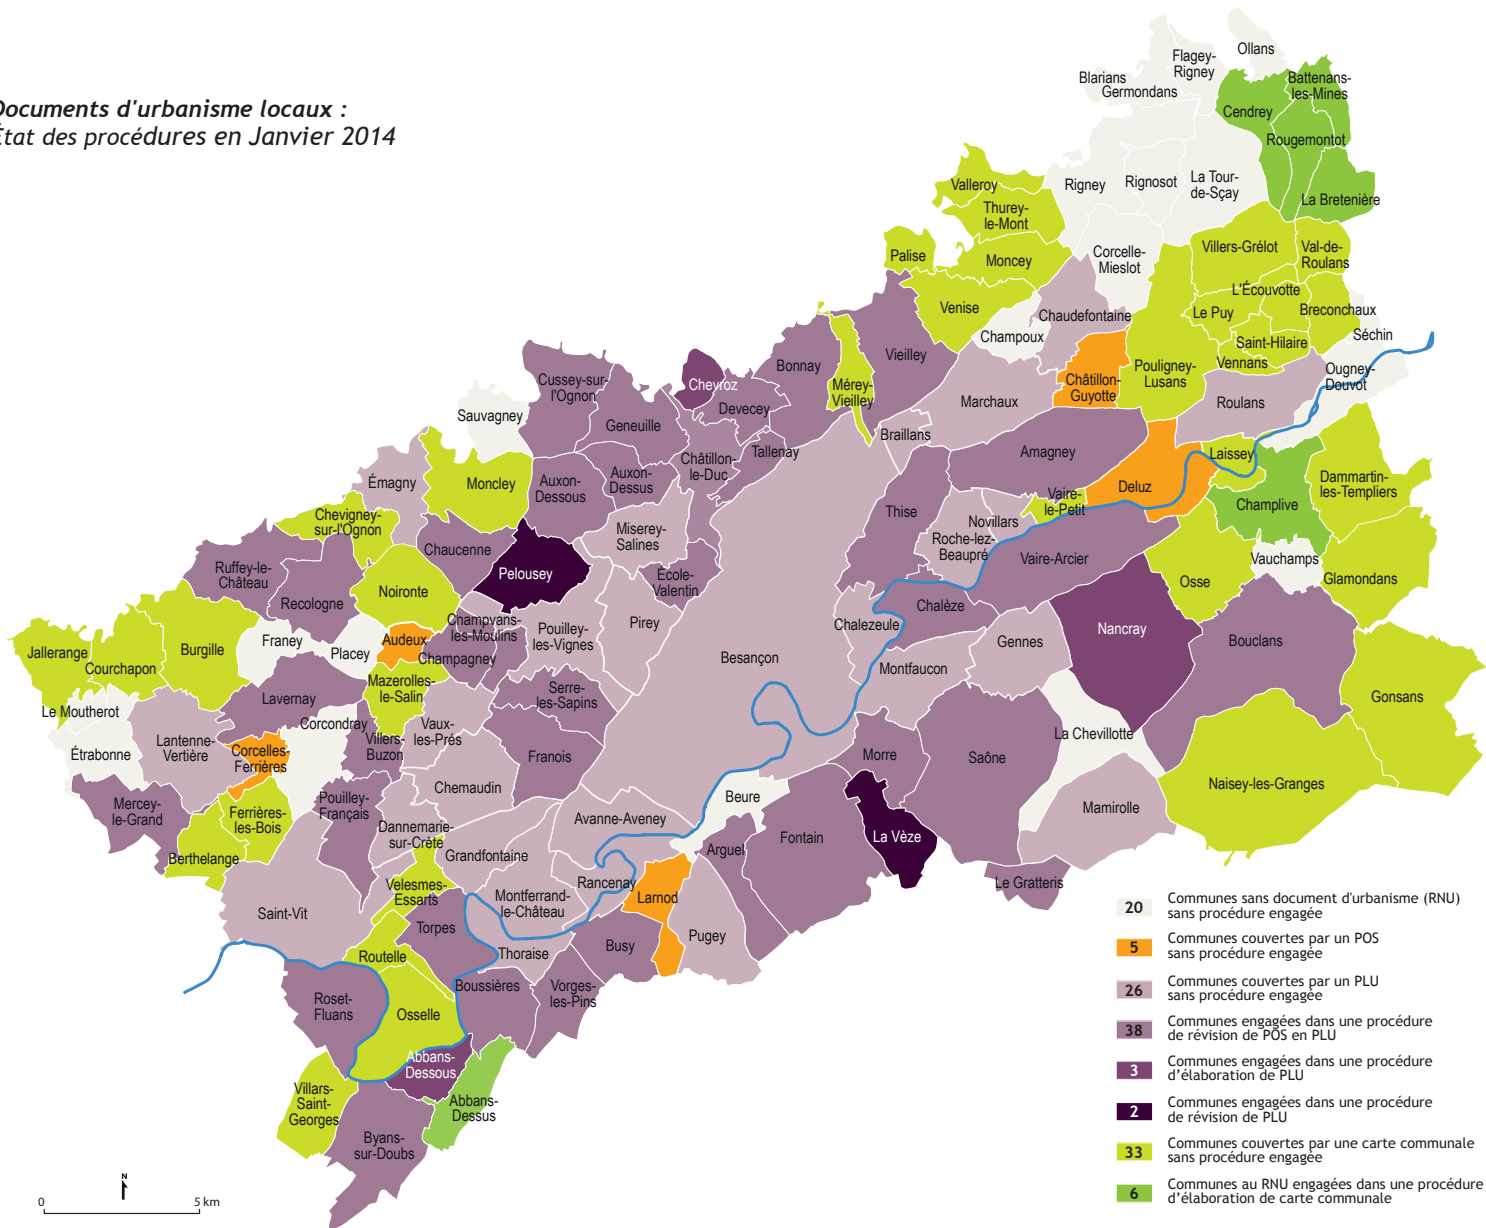 Documents d'urbanisme locaux :
État des procédures en Janvier 2014
Ollans
Flagey-
Rigney
Blarians
Germondans
Battenans-
les-Mines
Cendrey
Rougemontot
La Bretenière
Rigney
Rignosot
La Tour-
de-Sçay
Valleroy
Thurey-
le-Mont
Palise
Moncey
Corcelle-
Mieslot
Villers-Grélot
Val-de-
Roulans
L'Écouvotte
Le Puy
Breconchaux
Séchin
Saint-Hilaire
Vennans
Ougney-
Douvot
Venise
Chaudefontaine
Champoux
Châtillon-
Guyotte
Pouligney-
Lusans
Roulans
Vieilley
Bonnay
Mérey-
Vieilley
Marchaux
Braillans
Cheyroz
Devecey
Cussey-sur-
l'Ognon
Geneuille
Châtillon-
le-Duc
Tallenay
Sauvagney
Émagny
Moncley
Auxon-
Dessous
Auxon-
Dessus
Miserey-
Salines
Amagney
Laissey
Deluz
Vaire-
le-Petit
Champlive
Dammartin-
les-Templiers
Thise
Novillars
Roche-lez-
Beaupré
Vaire-Arcier
Vauchamps
Osse
Glamondans
Chevigney-
sur-l'Ognon
Chaucenne
Pelousey
École-
Valentin
Ruffey-le-
Château
Recologne
Noironte
Champvans-
les-Moulins
Pouilley-
les-Vignes
Pirey
Chalèze
Chalezeule
Gennes
Nancray
Bouclans
Jallerange
Courchapon
Burgille
Franey
Placey
Audeux
Champagney
Besançon
Montfaucon
Gonsans
Mazerolles-
le-Salin
Lavernay
Serre-
les-Sapins
Le Moutherot
Étrabonne
Lantenne-
Vertière
Corcelles-
Ferrières
Corcondray
Villers-
Buzon
Vaux-
les-Prés
Franois
Morre
Saône
La Chevillotte
Naisey-les-Granges
Mamirolle
Mercey-
le-Grand
Ferrières-
les-Bois
Pouilley-
Français
Chemaudin
Beure
Avanne-Aveney
Dannemarie-
sur-Crète
Grandfontaine
Arguel
Fontain
La Vèze
Le Gratteris
Berthelange
Velesmes-
Essarts
Montferrand-
le-Château
Rancenay
Larnod
Saint-Vit
Torpes
Busy
Pugey
Thoraise
Routelle
Boussières
Vorges-
les-Pins
Roset-
Fluans
Osselle
Abbans-
Dessous
Abbans-
Dessus
Villars-
Saint-
Georges
Byans-
sur-Doubs
20 Communes sans document d'urbanisme (RNU)
sans procédure engagée
5 Communes couvertes par un POS
sans procédure engagée
26 Communes couvertes par un PLU
sans procédure engagée
38 Communes engagées dans une procédure
de révision de POS en PLU
3 Communes engagées dans une procédure
d'élaboration de PLU
2 Communes engagées dans une procédure
de révision de PLU
33 Communes couvertes par une carte communale
sans procédure engagée
6 Communes au RNU engagées dans une procédure
d'élaboration de carte communale
N
0 5 km